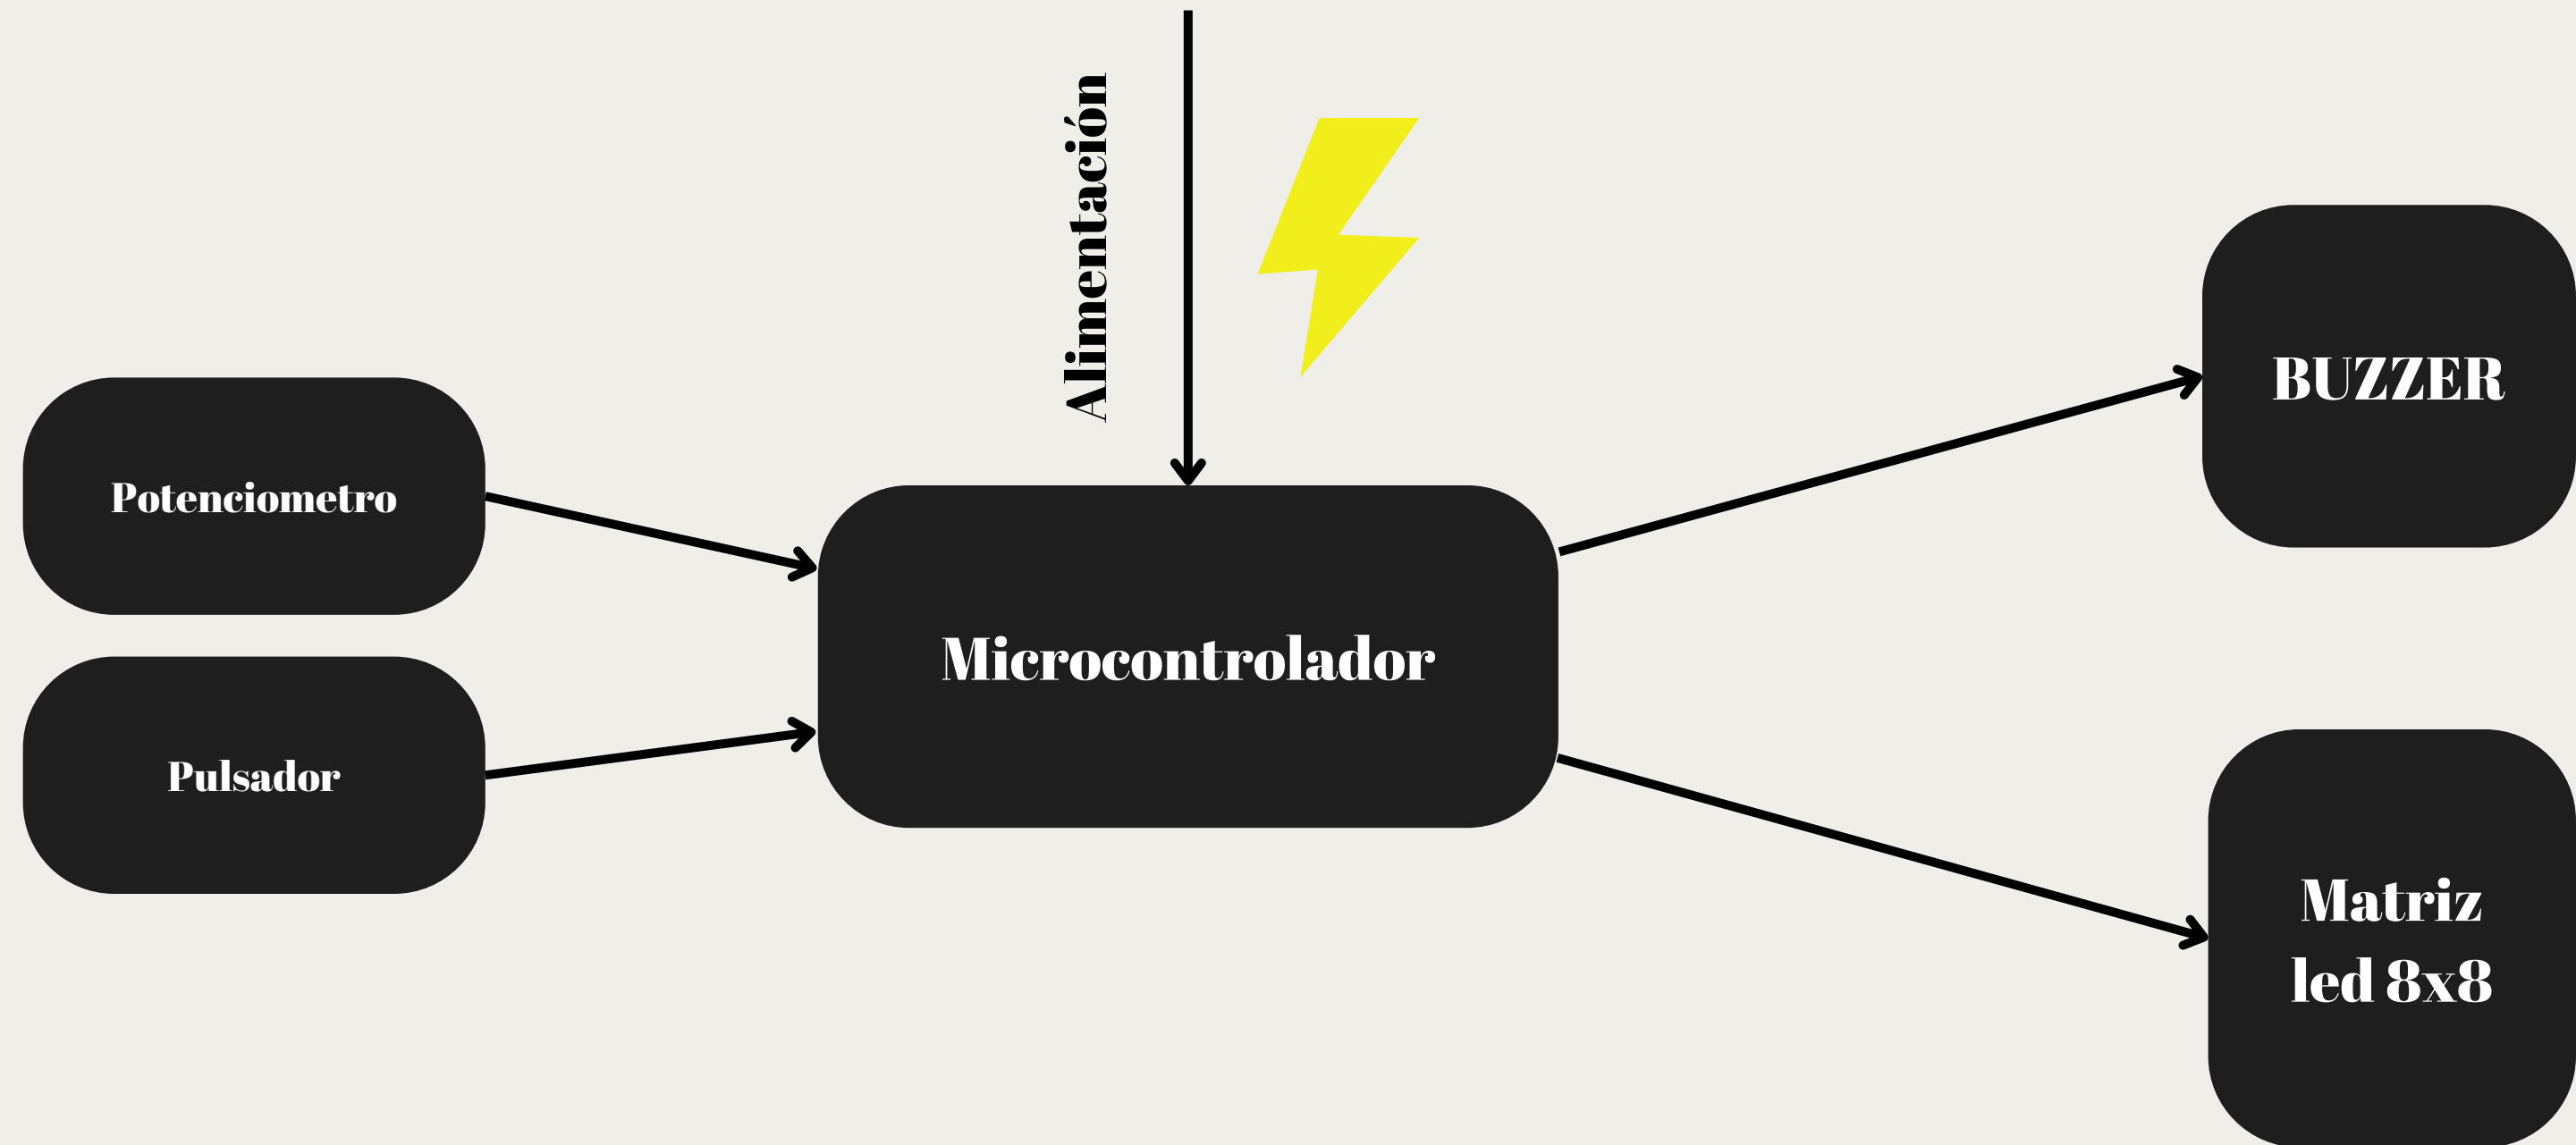 Alimentación
Potenciometro
Pulsador
Microcontrolador
BUZZER
Matriz
led 8x8